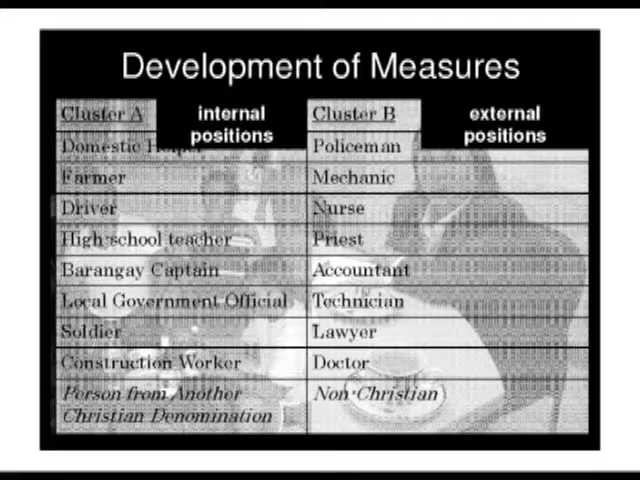 Development of Measures
Cluster A
internal
positions
Cluster B
external
positions
Domestic Helper
Policeman
Farmer
Mechanic
Driver
Nurse
High-school teacher
Priest
Barangay Captain
Accountant
Local Government Official
Technician
Soldier
Lawyer
Construction Worker
Doctor
Person from Another
Christian Denomination
Non-Christian